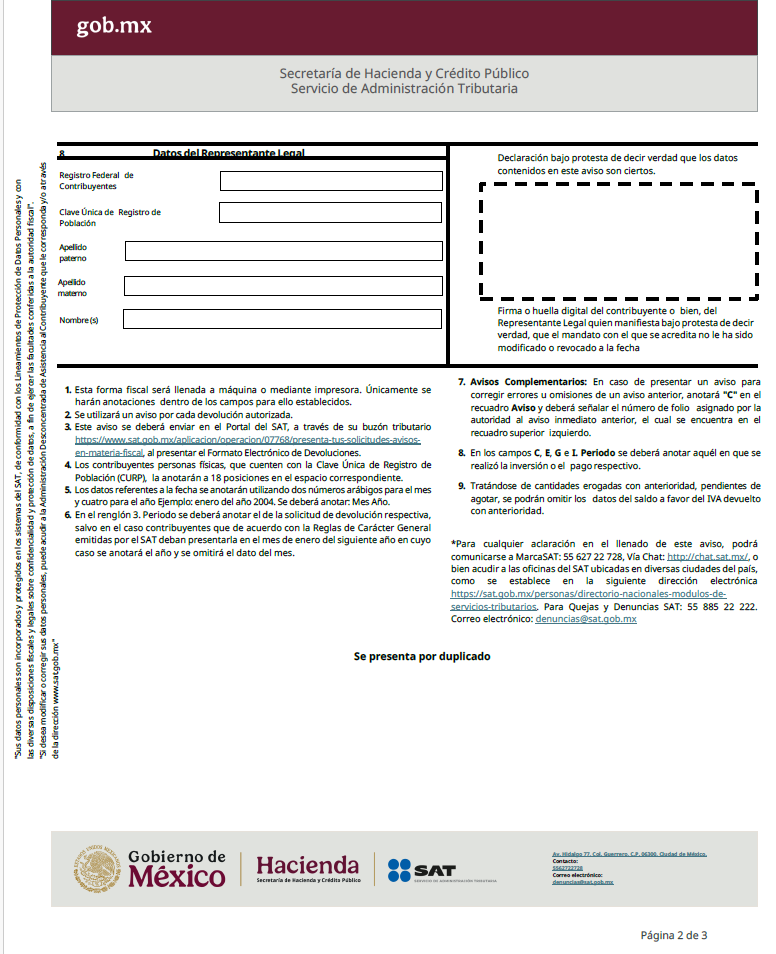 gob.mx
Secretaría de Hacienda y Crédito Público
Servicio de Administración Tributaria
8 Datos del Representante Legal
Registro Federal de
Contribuyentes
Clave Única de Registro de
Población
Apellido
paterno
Apellido
materno
Nombre (s)
Declaración bajo protesta de decir verdad que los datos
contenidos en este aviso son ciertos.
Firma o huella digital del contribuyente o bien, del
Representante Legal quien manifiesta bajo protesta de decir
verdad, que el mandato con el que se acredita no le ha sido
modificado o revocado a la fecha
1. Esta forma fiscal será llenada a máquina o mediante impresora. Únicamente se
harán anotaciones dentro de los campos para ello establecidos.
2. Se utilizará un aviso por cada devolución autorizada.
3. Este aviso se deberá enviar en el Portal del SAT, a través de su buzón tributario
https://www.sat.gob.mx/aplicacion/operacion/07768/presenta-tus-solicitudes-avisos-
en-materia-fiscal, al presentar el Formato Electrónico de Devoluciones.
4. Los contribuyentes personas físicas, que cuenten con la Clave Única de Registro de
Población (CURP), la anotarán a 18 posiciones en el espacio correspondiente.
5. Los datos referentes a la fecha se anotarán utilizando dos números arábigos para el mes
y cuatro para el año Ejemplo: enero del año 2004. Se deberá anotar: Mes Año.
6. En el renglón 3. Periodo se deberá anotar el de la solicitud de devolución respectiva,
salvo en el caso contribuyentes que de acuerdo con la Reglas de Carácter General
emitidas por el SAT deban presentarla en el mes de enero del siguiente año en cuyo
caso se anotará el año y se omitirá el dato del mes.
7. Avisos Complementarios: En caso de presentar un aviso para
corregir errores u omisiones de un aviso anterior, anotará "C" en el
recuadro Aviso y deberá señalar el número de folio asignado por la
autoridad al aviso inmediato anterior, el cual se encuentra en el
recuadro superior izquierdo.
8. En los campos C, E, G e I. Periodo se deberá anotar aquél en que se
realizó la inversión o el pago respectivo.
9. Tratándose de cantidades erogadas con anterioridad, pendientes de
agotar, se podrán omitir los datos del saldo a favor del IVA devuelto
con anterioridad.
*Para cualquier aclaración en el llenado de este aviso, podrá
comunicarse a MarcaSAT: 55 627 22 728, Vía Chat: http://chat.sat.mx/, o
bien acudir a las oficinas del SAT ubicadas en diversas ciudades del país,
como se establece en la siguiente dirección electrónica
https://sat.gob.mx/personas/directorio-nacionales-modulos-de-
servicios-tributarios. Para Quejas y Denuncias SAT: 55 885 22 222.
Correo electrónico: denuncias@sat.gob.mx
Se presenta por duplicado
"Sus datos personales son incorporados y protegidos en los sistemas del SAT, de conformidad con los Lineamientos de Protección de Datos Personales y con
las diversas disposiciones fiscales y legales sobre confidencialidad y protección de datos, a fin de ejercer las facultades conferidas a la autoridad fiscal".
"Si desea modificar o corregir sus datos personales, puede acudir a la Administración Desconcentrada de Asistencia al Contribuyente que le corresponda y/o a través
de la dirección www.sat.gob.mx"
Gobierno de
México
Hacienda
Secretaría de Hacienda y Crédito Público
SAT
SERVICIO DE ADMINISTRACIÓN TRIBUTARIA
Av. Hidalgo 77, Col. Guerrero, C.P. 06300, Ciudad de México.
Contacto:
5562722728
Correo electrónico:
denuncias@sat.gob.mx
Página 2 de 3